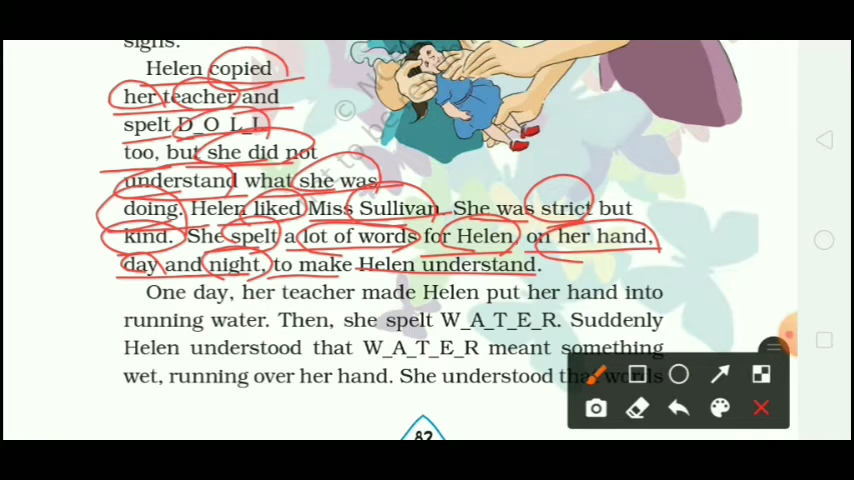 signs.
Helen copied
her teacher and
spelt D_O_L_L
too, but she did not
understand what she was
doing. Helen liked Miss Sullivan. She was strict but
kind. She spelt a lot of words for Helen, on her hand,
day and night, to make Helen understand.
One day, her teacher made Helen put her hand into
running water. Then, she spelt W_A_T_E_R. Suddenly
Helen understood that W_A_T_E_R meant something
wet, running over her hand. She understood that words
82